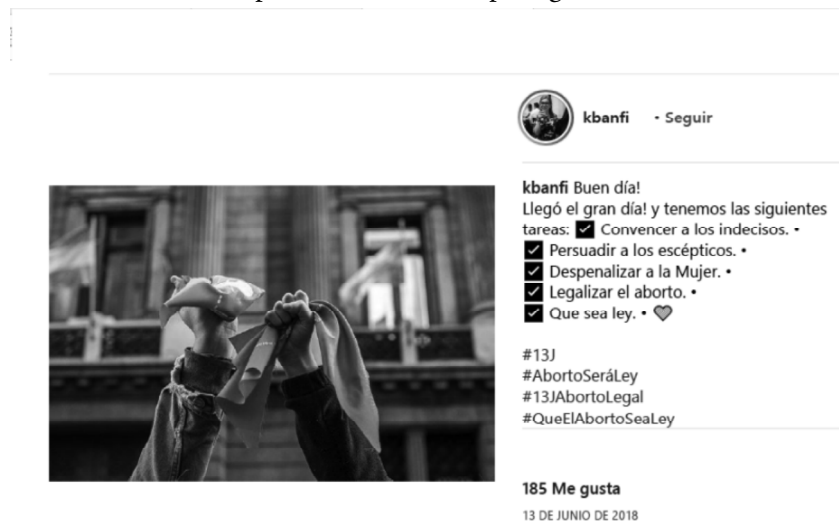 kbanfi • Seguir
kbanfi Buen día!
Llegó el gran día! y tenemos las siguientes
tareas: ✅ Convencer a los indecisos. •
✅ Persuadir a los escépticos. •
✅ Despenalizar a la Mujer. •
✅ Legalizar el aborto. •
✅ Que sea ley. • 🩶
#13J
#AbortoSeráLey
#13JAbortoLegal
#QueElAbortoSeaLey
185 Me gusta
13 DE JUNIO DE 2018